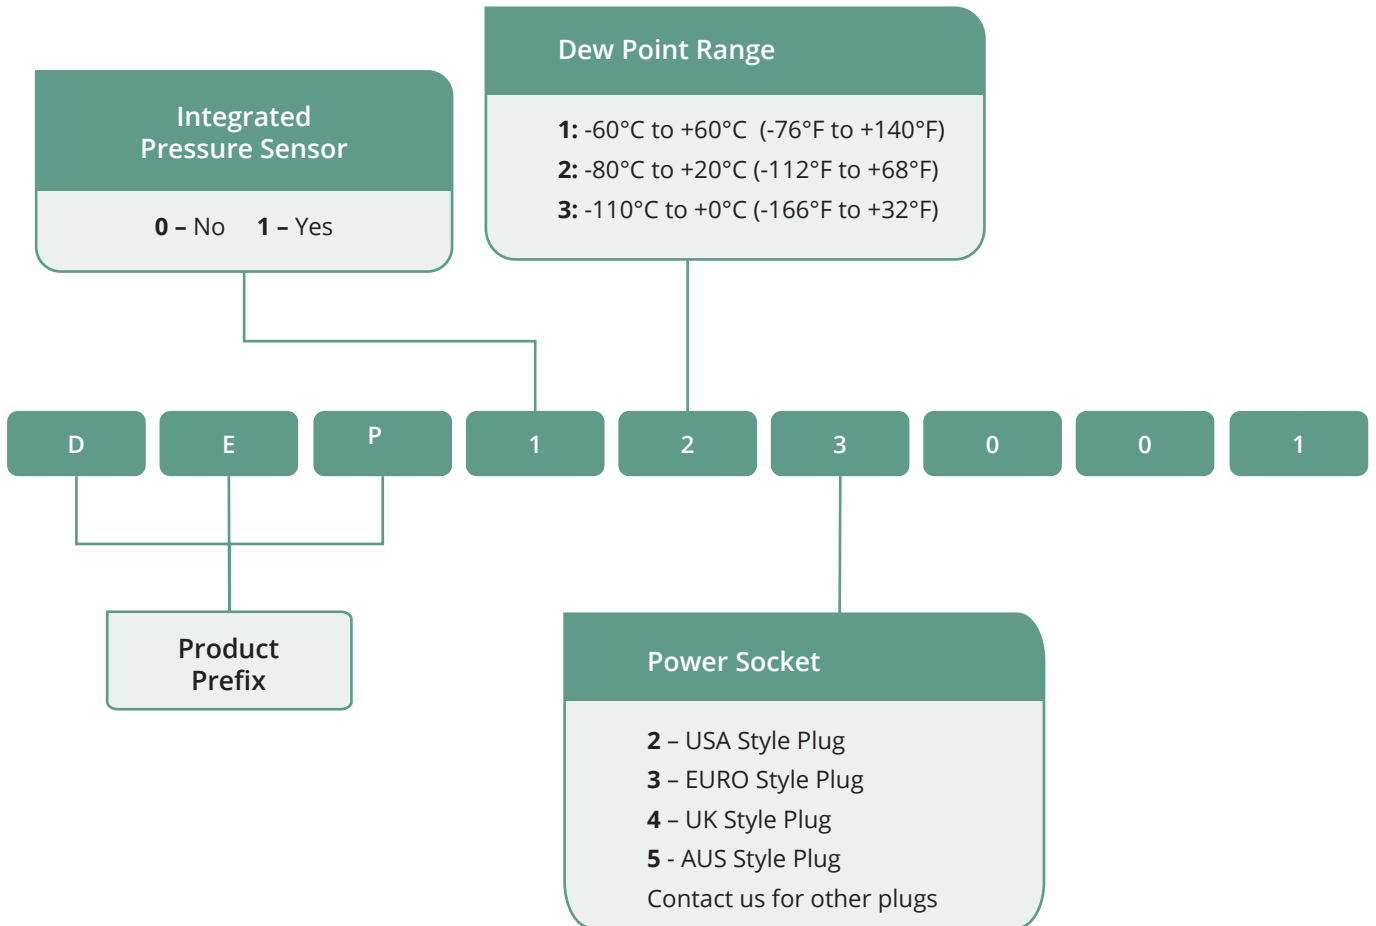 Dew Point Range
1: -60°C to +60°C  (-76°F to +140°F)
2: -80°C to +20°C (-112°F to +68°F)
3: -110°C to +0°C (-166°F to +32°F)
Integrated
Pressure Sensor
0 – No 1 – Yes
D E P 1 2 3 0 0 1
Product
Prefix
Power Socket
2 – USA Style Plug
3 – EURO Style Plug
4 – UK Style Plug
5 - AUS Style Plug
Contact us for other plugs